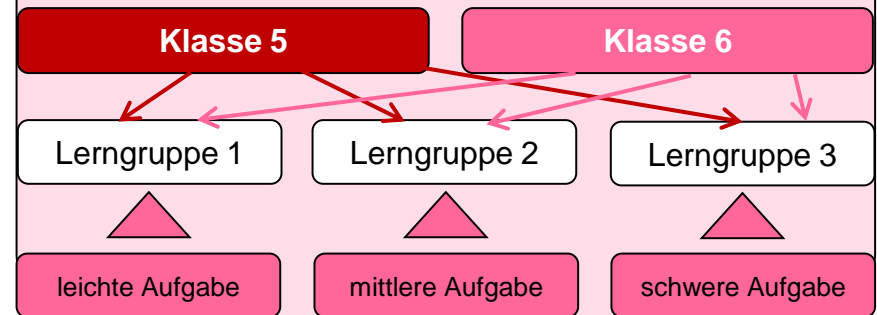 Klasse 5
Klasse 6
Lerngruppe 1
Lerngruppe 2
Lerngruppe 3
leichte Aufgabe
mittlere Aufgabe
schwere Aufgabe